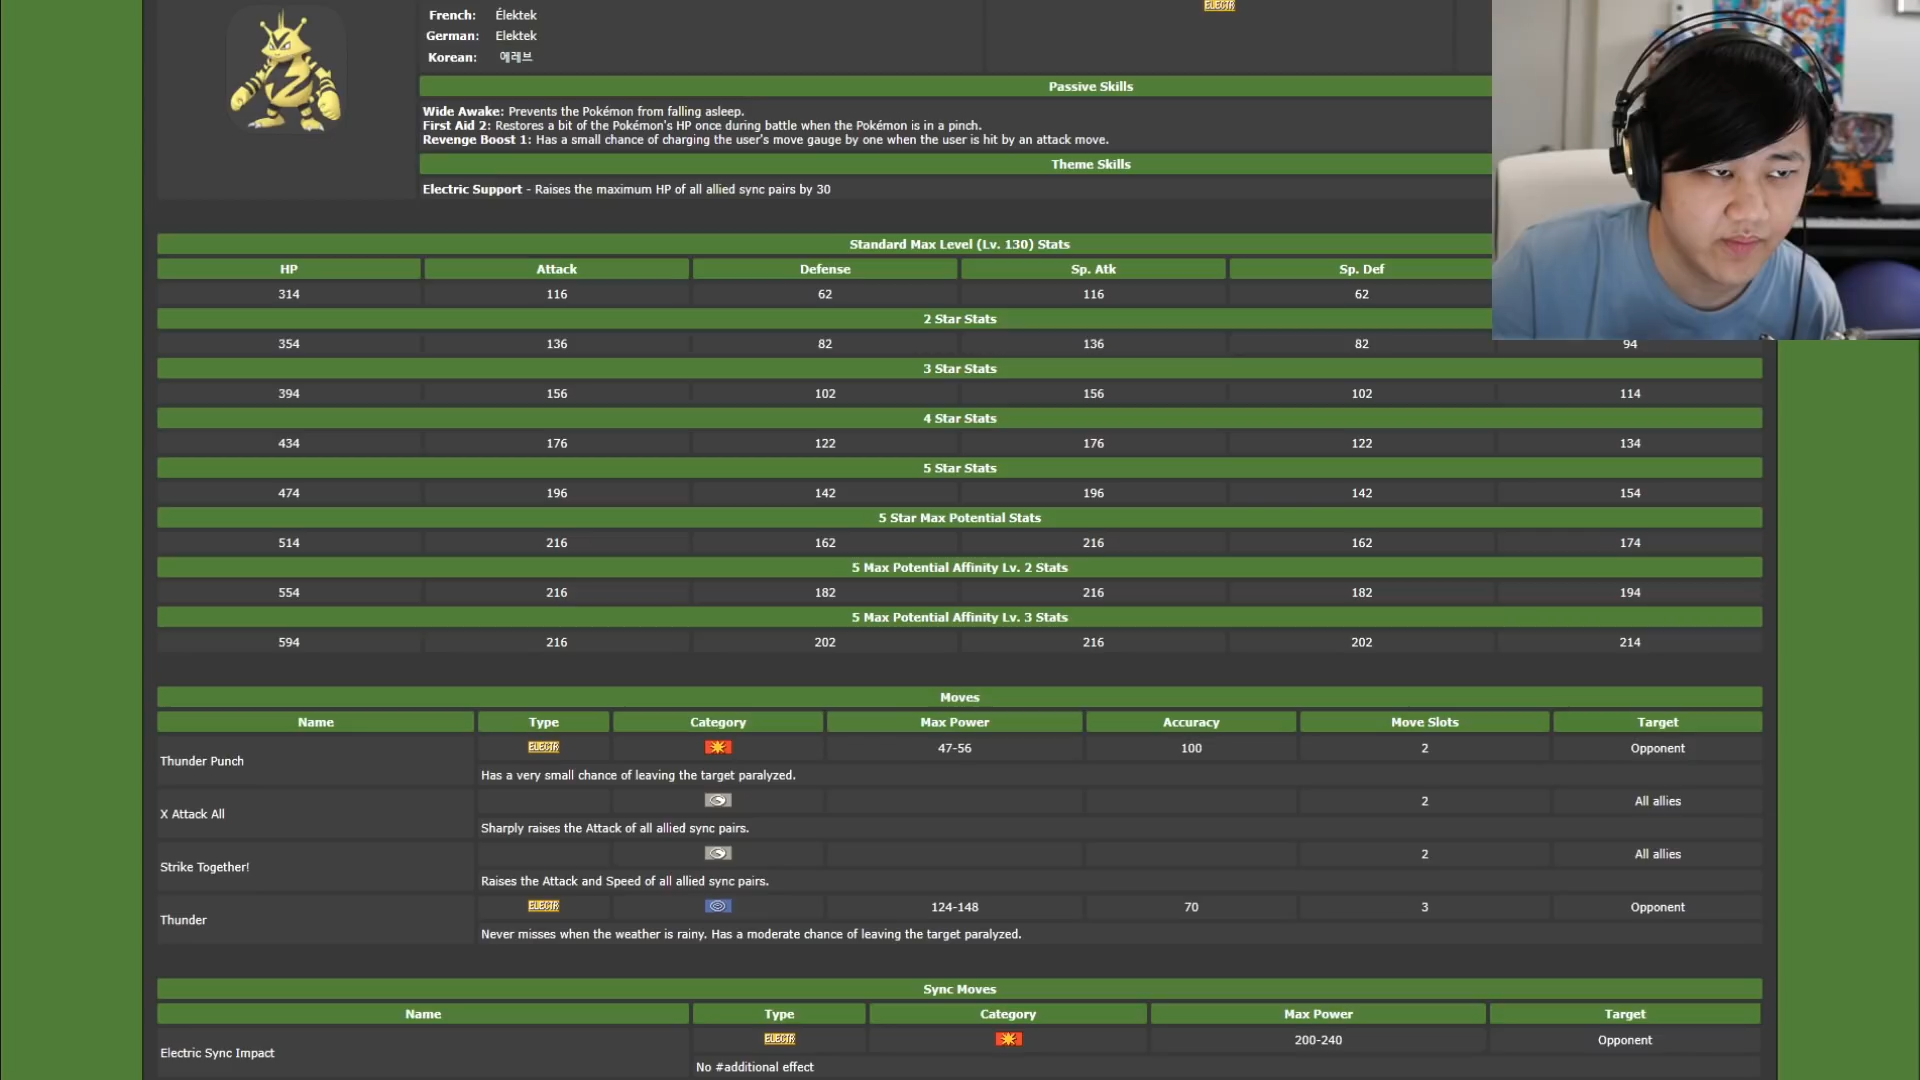 French: Élektek
ELECTR
German: Elektek
Korean: 에레브
Passive Skills
Wide Awake: Prevents the Pokémon from falling asleep.
First Aid 2: Restores a bit of the Pokémon's HP once during battle when the Pokémon is in a pinch.
Revenge Boost 1: Has a small chance of charging the user's move gauge by one when the user is hit by an attack move.
Theme Skills
Electric Support - Raises the maximum HP of all allied sync pairs by 30
Standard Max Level (Lv. 130) Stats
HP Attack Defense Sp. Atk Sp. Def
314 116 62 116 62
2 Star Stats
354 136 82 136 82 94
3 Star Stats
394 156 102 156 102 114
4 Star Stats
434 176 122 176 122 134
5 Star Stats
474 196 142 196 142 154
5 Star Max Potential Stats
514 216 162 216 162 174
5 Max Potential Affinity Lv. 2 Stats
554 216 182 216 182 194
5 Max Potential Affinity Lv. 3 Stats
594 216 202 216 202 214
Moves
Name Type Category Max Power Accuracy Move Slots Target
Thunder Punch ELECTR 47-56 100 2 Opponent
Has a very small chance of leaving the target paralyzed.
X Attack All 2 All allies
Sharply raises the Attack of all allied sync pairs.
Strike Together! 2 All allies
Raises the Attack and Speed of all allied sync pairs.
Thunder ELECTR 124-148 70 3 Opponent
Never misses when the weather is rainy. Has a moderate chance of leaving the target paralyzed.
Sync Moves
Name Type Category Max Power Target
Electric Sync Impact ELECTR 200-240 Opponent
No #additional effect